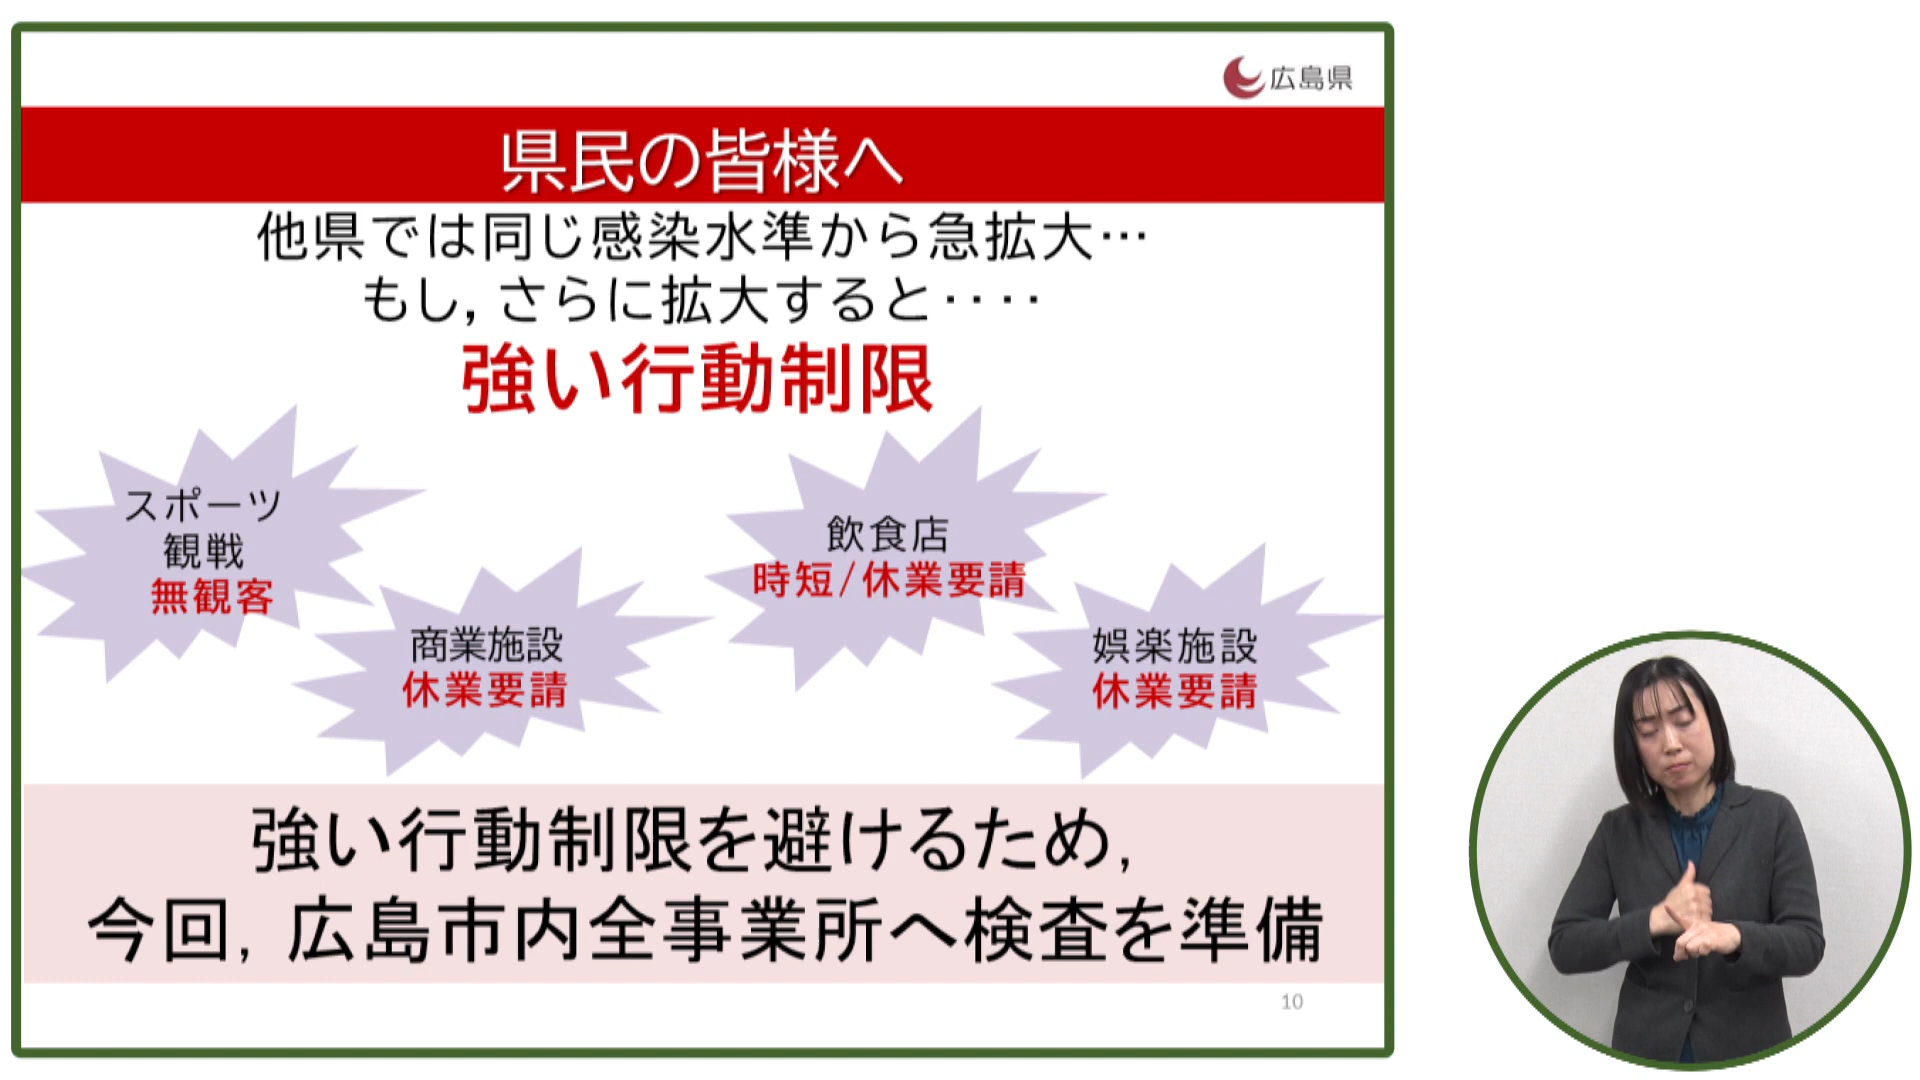 広島県
県民の皆様へ
他県では同じ感染水準から急拡大…
もし，さらに拡大すると‥‥
強い行動制限
スポーツ
観戦
無観客
商業施設
休業要請
飲食店
時短/休業要請
娯楽施設
休業要請
強い行動制限を避けるため，
今回，広島市内全事業所へ検査を準備
10